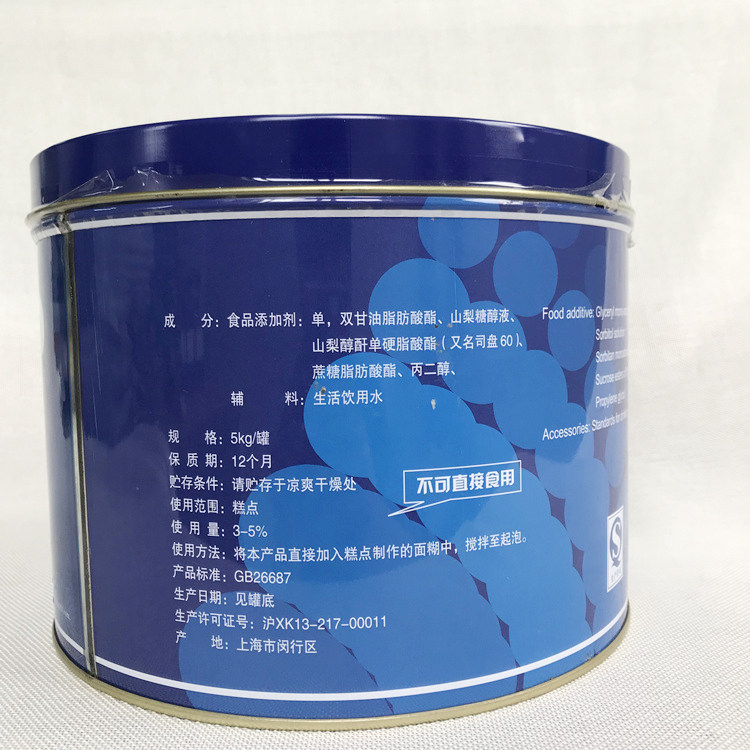 成 分：食品添加剂：单，双甘油脂肪酸酯、山梨糖醇液、
山梨醇酐单硬脂酸酯（又名司盘60）、
蔗糖脂肪酸酯、丙二醇、
辅 料：生活饮用水
规 格：5kg/罐
保 质 期：12个月
贮存条件：请贮存于凉爽干燥处
使用范围：糕点
使 用 量：3-5%
使用方法：将本产品直接加入糕点制作的面糊中，搅拌至起泡。
产品标准：GB26687
生产日期：见罐底
生产许可证号：沪XK13-217-00011
产 地：上海市闵行区
不可直接食用
Food additive: Glyceryl
Sorbitol
Sorbitan
Sucrose
Propylene
Accessories: Standards